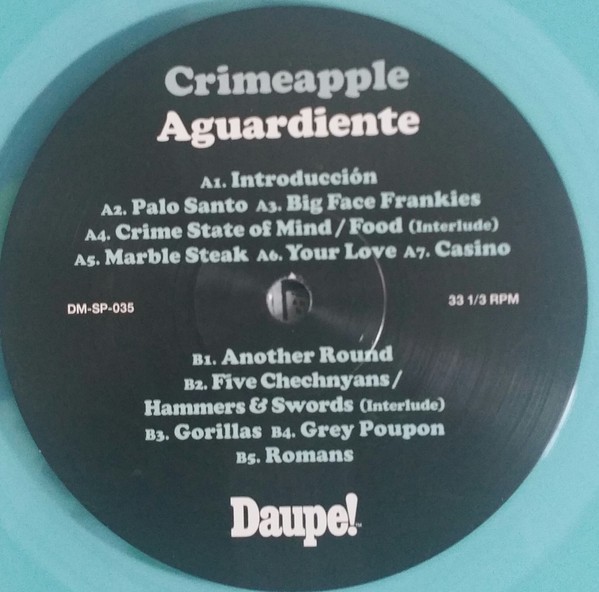 Crimeapple
Aguardiente
A1. Introducción
A2. Palo Santo A3. Big Face Frankies
A4. Crime State of Mind / Food (Interlude)
A5. Marble Steak A6. Your Love A7. Casino
DM-SP-035
33 1/3 RPM
B1. Another Round
B2. Five Chechnyans /
Hammers & Swords (Interlude)
B3. Gorillas B4. Grey Poupon
B5. Romans
Daupe!™